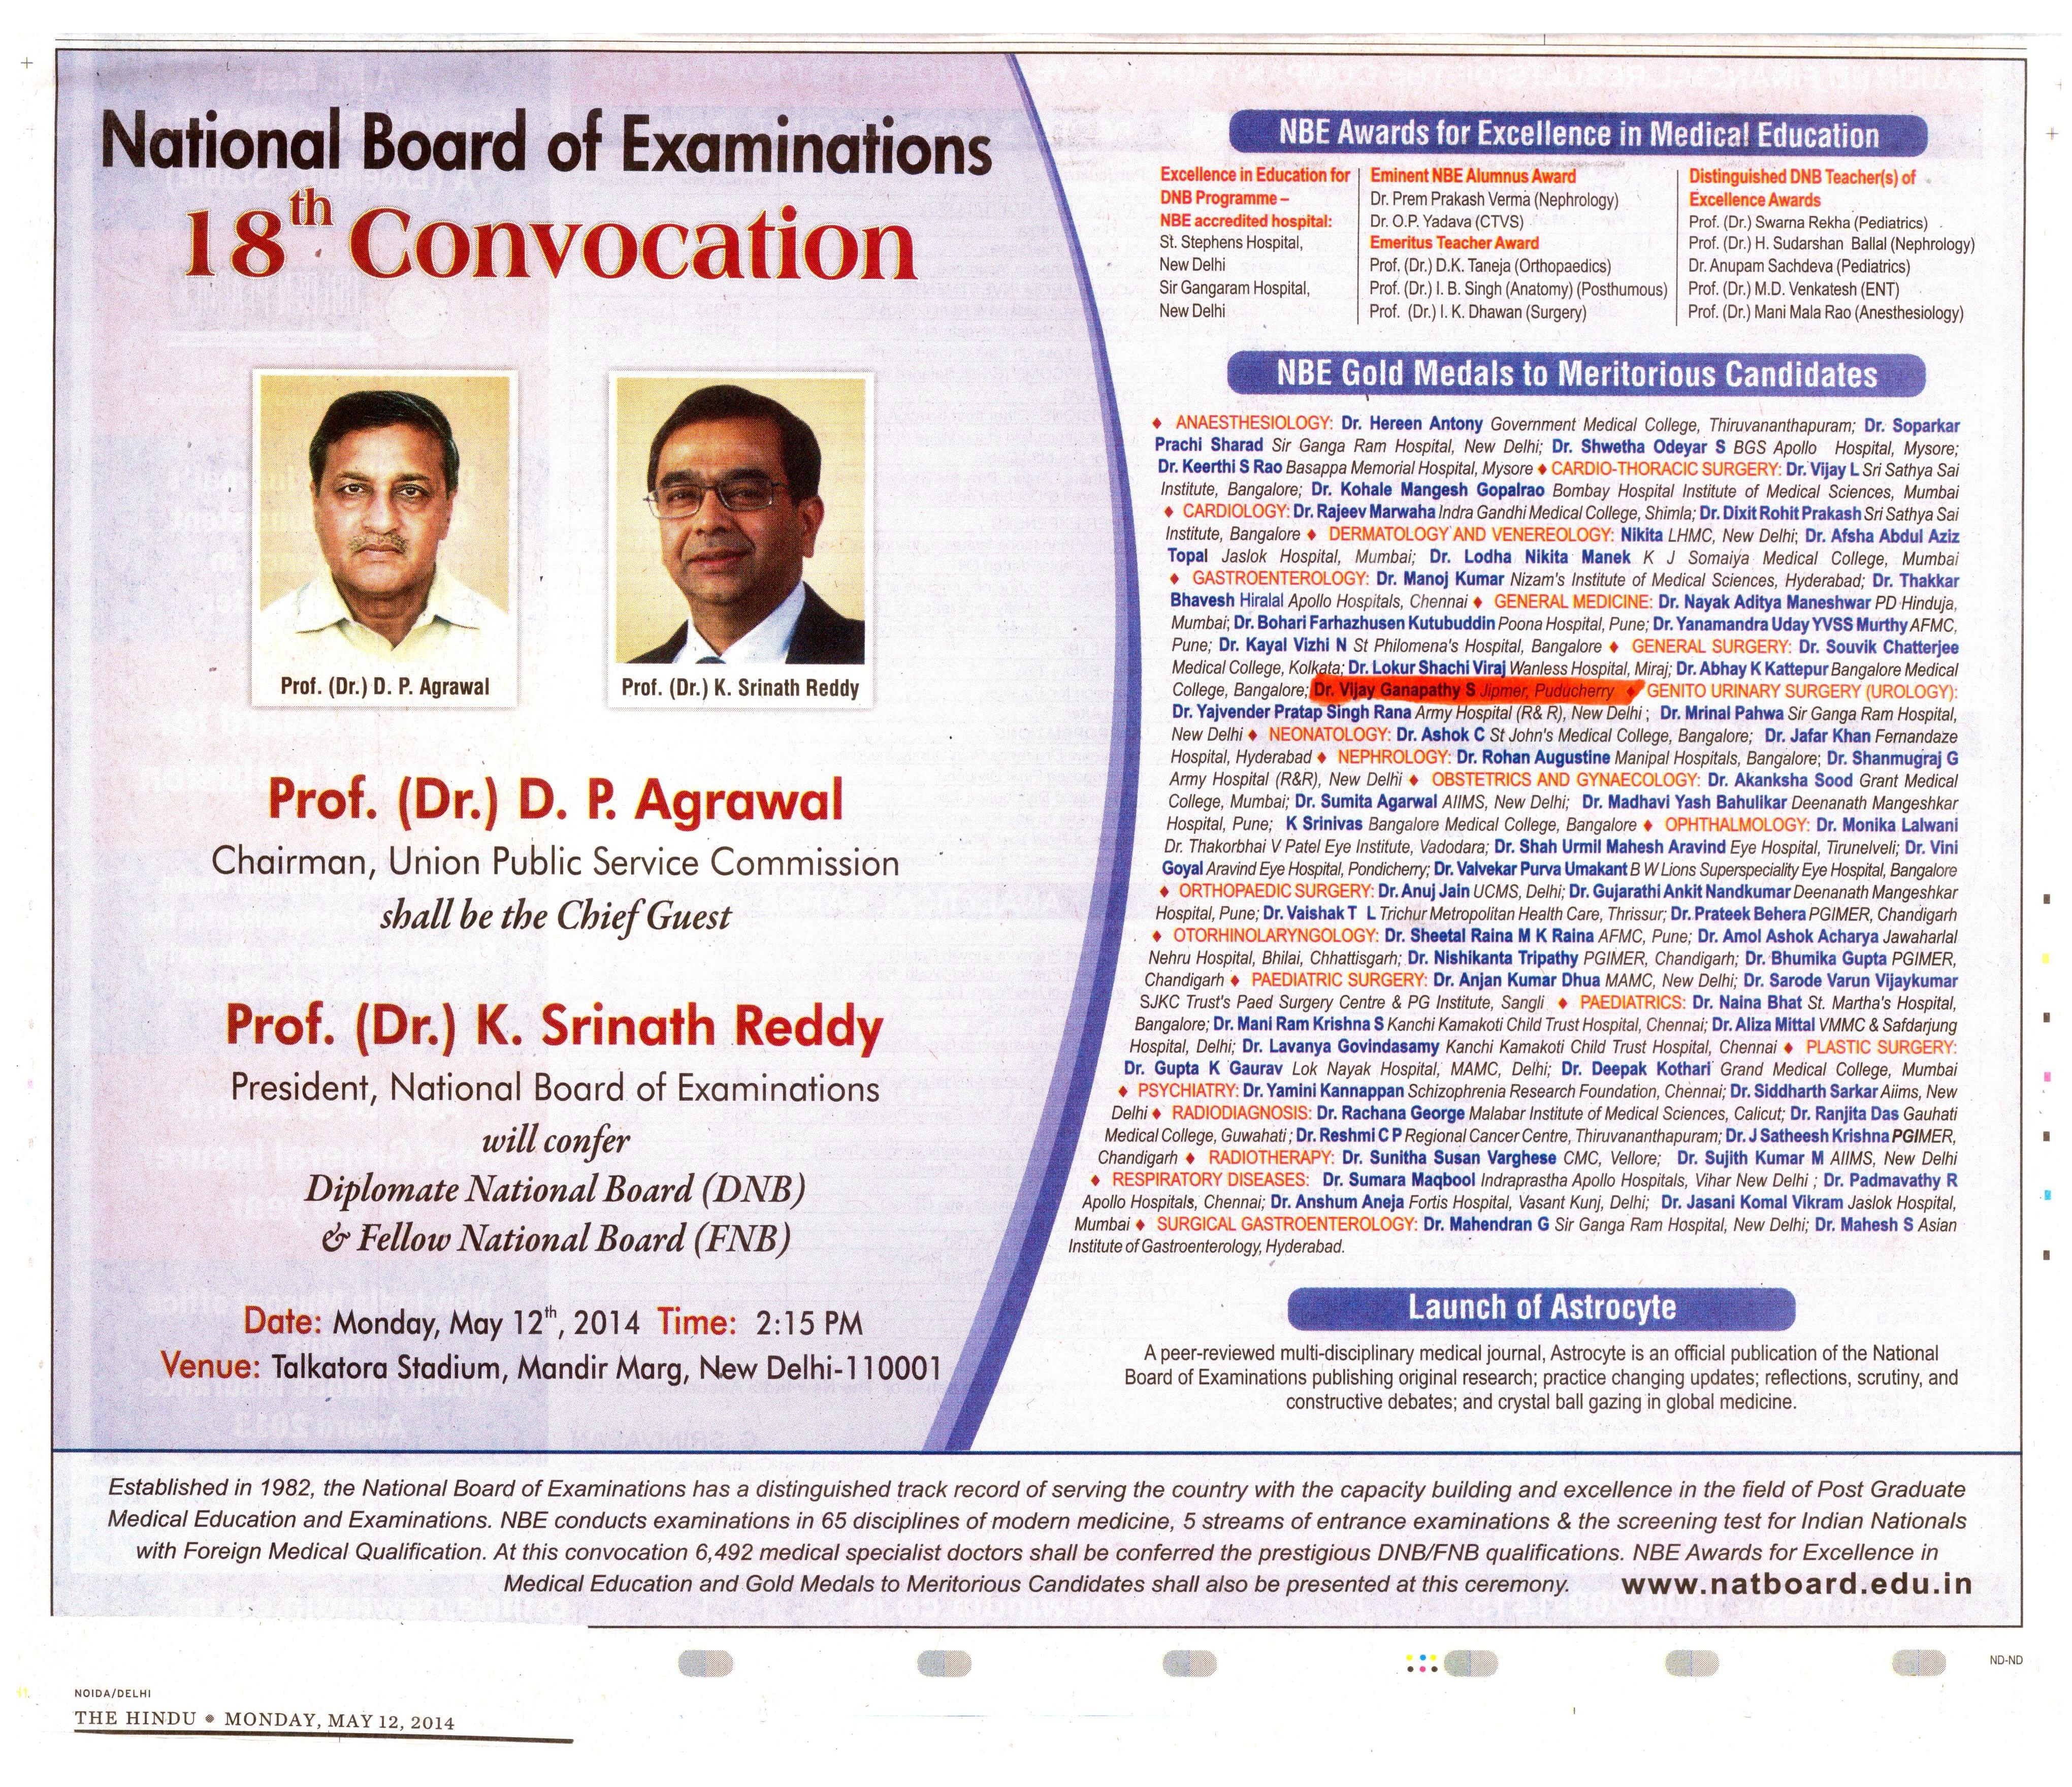 National Board of Examinations
18th Convocation
Prof. (Dr.) D. P. Agrawal
Prof. (Dr.) K. Srinath Reddy
Prof. (Dr.) D. P. Agrawal
Chairman, Union Public Service Commission
shall be the Chief Guest
Prof. (Dr.) K. Srinath Reddy
President, National Board of Examinations
will confer
Diplomate National Board (DNB)
& Fellow National Board (FNB)
Date: Monday, May 12th, 2014 Time: 2:15 PM
Venue: Talkatora Stadium, Mandir Marg, New Delhi-110001
NBE Awards for Excellence in Medical Education
Excellence in Education for
DNB Programme –
NBE accredited hospital:
St. Stephens Hospital,
New Delhi
Sir Gangaram Hospital,
New Delhi
Eminent NBE Alumnus Award
Dr. Prem Prakash Verma (Nephrology)
Dr. O.P. Yadava (CTVS)
Emeritus Teacher Award
Prof. (Dr.) D.K. Taneja (Orthopaedics)
Prof. (Dr.) I. B. Singh (Anatomy) (Posthumous)
Prof. (Dr.) I. K. Dhawan (Surgery)
Distinguished DNB Teacher(s) of
Excellence Awards
Prof. (Dr.) Swarna Rekha (Pediatrics)
Prof. (Dr.) H. Sudarshan Ballal (Nephrology)
Dr. Anupam Sachdeva (Pediatrics)
Prof. (Dr.) M.D. Venkatesh (ENT)
Prof. (Dr.) Mani Mala Rao (Anesthesiology)
NBE Gold Medals to Meritorious Candidates
♦ ANAESTHESIOLOGY: Dr. Hereen Antony Government Medical College, Thiruvananthapuram; Dr. Soparkar
Prachi Sharad Sir Ganga Ram Hospital, New Delhi; Dr. Shwetha Odeyar S BGS Apollo Hospital, Mysore;
Dr. Keerthi S Rao Basappa Memorial Hospital, Mysore ♦ CARDIO-THORACIC SURGERY: Dr. Vijay L Sri Sathya Sai
Institute, Bangalore; Dr. Kohale Mangesh Gopalrao Bombay Hospital Institute of Medical Sciences, Mumbai
♦ CARDIOLOGY: Dr. Rajeev Marwaha Indra Gandhi Medical College, Shimla; Dr. Dixit Rohit Prakash Sri Sathya Sai
Institute, Bangalore ♦ DERMATOLOGY AND VENEREOLOGY: Nikita LHMC, New Delhi; Dr. Afsha Abdul Aziz
Topal Jaslok Hospital, Mumbai; Dr. Lodha Nikita Manek K J Somaiya Medical College, Mumbai
♦ GASTROENTEROLOGY: Dr. Manoj Kumar Nizam's Institute of Medical Sciences, Hyderabad; Dr. Thakkar
Bhavesh Hiralal Apollo Hospitals, Chennai ♦ GENERAL MEDICINE: Dr. Nayak Aditya Maneshwar PD Hinduja,
Mumbai; Dr. Bohari Farhazhusen Kutubuddin Poona Hospital, Pune; Dr. Yanamandra Uday YVSS Murthy AFMC,
Pune; Dr. Kayal Vizhi N St Philomena's Hospital, Bangalore ♦ GENERAL SURGERY: Dr. Souvik Chatterjee
Medical College, Kolkata; Dr. Lokur Shachi Viraj Wanless Hospital, Miraj; Dr. Abhay K Kattepur Bangalore Medical
College, Bangalore; Dr. Vijay Ganapathy S Jipmer, Puducherry ♦ GENITO URINARY SURGERY (UROLOGY):
Dr. Yajvender Pratap Singh Rana Army Hospital (R& R), New Delhi ; Dr. Mrinal Pahwa Sir Ganga Ram Hospital,
New Delhi ♦ NEONATOLOGY: Dr. Ashok C St John's Medical College, Bangalore; Dr. Jafar Khan Fernandaze
Hospital, Hyderabad ♦ NEPHROLOGY: Dr. Rohan Augustine Manipal Hospitals, Bangalore; Dr. Shanmugraj G
Army Hospital (R&R), New Delhi ♦ OBSTETRICS AND GYNAECOLOGY: Dr. Akanksha Sood Grant Medical
College, Mumbai; Dr. Sumita Agarwal AIIMS, New Delhi; Dr. Madhavi Yash Bahulikar Deenanath Mangeshkar
Hospital, Pune; K Srinivas Bangalore Medical College, Bangalore ♦ OPHTHALMOLOGY: Dr. Monika Lalwani
Dr. Thakorbhai V Patel Eye Institute, Vadodara; Dr. Shah Urmil Mahesh Aravind Eye Hospital, Tirunelveli; Dr. Vini
Goyal Aravind Eye Hospital, Pondicherry; Dr. Valvekar Purva Umakant B W Lions Superspeciality Eye Hospital, Bangalore
♦ ORTHOPAEDIC SURGERY: Dr. Anuj Jain UCMS, Delhi; Dr. Gujarathi Ankit Nandkumar Deenanath Mangeshkar
Hospital, Pune; Dr. Vaishak T L Trichur Metropolitan Health Care, Thrissur; Dr. Prateek Behera PGIMER, Chandigarh
♦ OTORHINOLARYNGOLOGY: Dr. Sheetal Raina M K Raina AFMC, Pune; Dr. Amol Ashok Acharya Jawaharlal
Nehru Hospital, Bhilai, Chhattisgarh; Dr. Nishikanta Tripathy PGIMER, Chandigarh; Dr. Bhumika Gupta PGIMER,
Chandigarh ♦ PAEDIATRIC SURGERY: Dr. Anjan Kumar Dhua MAMC, New Delhi; Dr. Sarode Varun Vijaykumar
SJKC Trust's Paed Surgery Centre & PG Institute, Sangli ♦ PAEDIATRICS: Dr. Naina Bhat St. Martha's Hospital,
Bangalore; Dr. Mani Ram Krishna S Kanchi Kamakoti Child Trust Hospital, Chennai; Dr. Aliza Mittal VMMC & Safdarjung
Hospital, Delhi; Dr. Lavanya Govindasamy Kanchi Kamakoti Child Trust Hospital, Chennai ♦ PLASTIC SURGERY:
Dr. Gupta K Gaurav Lok Nayak Hospital, MAMC, Delhi; Dr. Deepak Kothari Grand Medical College, Mumbai
♦ PSYCHIATRY: Dr. Yamini Kannappan Schizophrenia Research Foundation, Chennai; Dr. Siddharth Sarkar Aiims, New
Delhi ♦ RADIODIAGNOSIS: Dr. Rachana George Malabar Institute of Medical Sciences, Calicut; Dr. Ranjita Das Gauhati
Medical College, Guwahati ; Dr. Reshmi C P Regional Cancer Centre, Thiruvananthapuram; Dr. J Satheesh Krishna PGIMER,
Chandigarh ♦ RADIOTHERAPY: Dr. Sunitha Susan Varghese CMC, Vellore; Dr. Sujith Kumar M AIIMS, New Delhi
♦ RESPIRATORY DISEASES: Dr. Sumara Maqbool Indraprastha Apollo Hospitals, Vihar New Delhi ; Dr. Padmavathy R
Apollo Hospitals, Chennai; Dr. Anshum Aneja Fortis Hospital, Vasant Kunj, Delhi; Dr. Jasani Komal Vikram Jaslok Hospital,
Mumbai ♦ SURGICAL GASTROENTEROLOGY: Dr. Mahendran G Sir Ganga Ram Hospital, New Delhi; Dr. Mahesh S Asian
Institute of Gastroenterology, Hyderabad.
Launch of Astrocyte
A peer-reviewed multi-disciplinary medical journal, Astrocyte is an official publication of the National
Board of Examinations publishing original research; practice changing updates; reflections, scrutiny, and
constructive debates; and crystal ball gazing in global medicine.
Established in 1982, the National Board of Examinations has a distinguished track record of serving the country with the capacity building and excellence in the field of Post Graduate
Medical Education and Examinations. NBE conducts examinations in 65 disciplines of modern medicine, 5 streams of entrance examinations & the screening test for Indian Nationals
with Foreign Medical Qualification. At this convocation 6,492 medical specialist doctors shall be conferred the prestigious DNB/FNB qualifications. NBE Awards for Excellence in
Medical Education and Gold Medals to Meritorious Candidates shall also be presented at this ceremony. www.natboard.edu.in
ND-ND
NOIDA/DELHI
THE HINDU • MONDAY, MAY 12, 2014